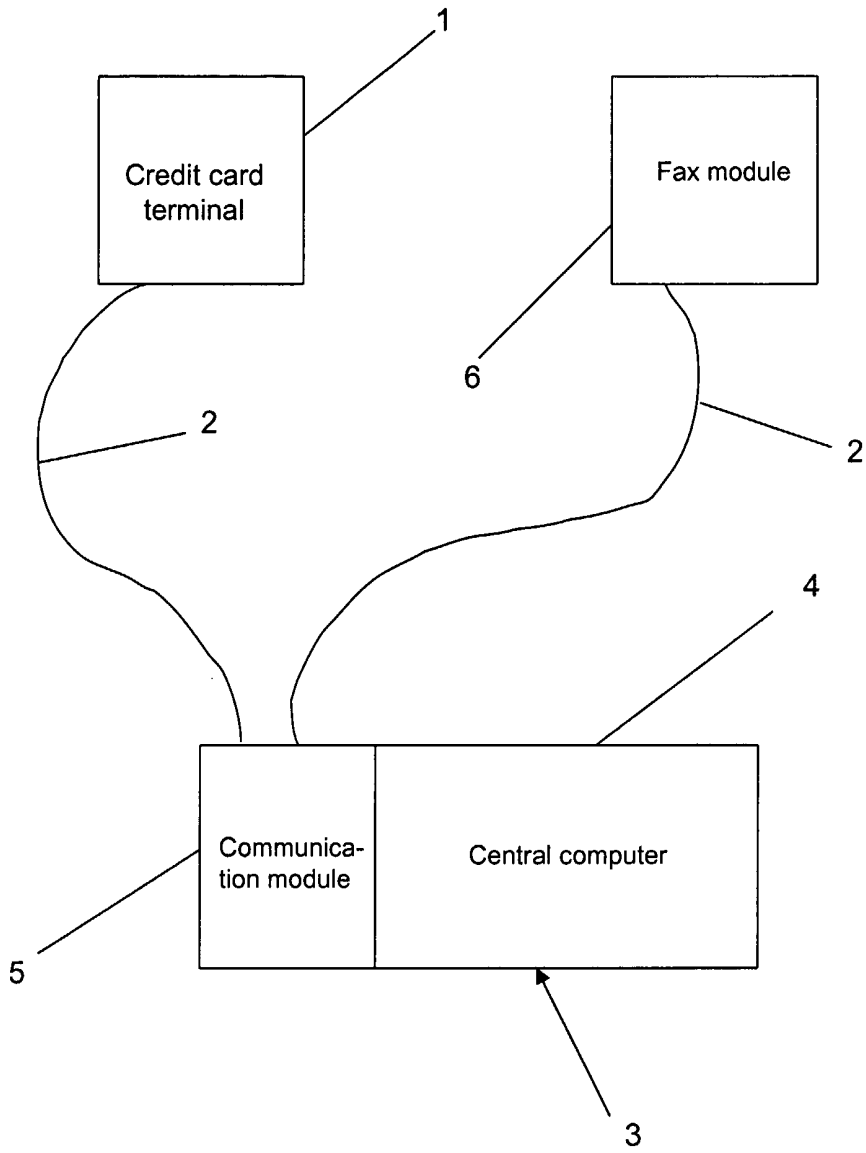 1
Credit card
terminal
Fax module
6
2
2
4
Communica-
tion module
Central computer
5
3